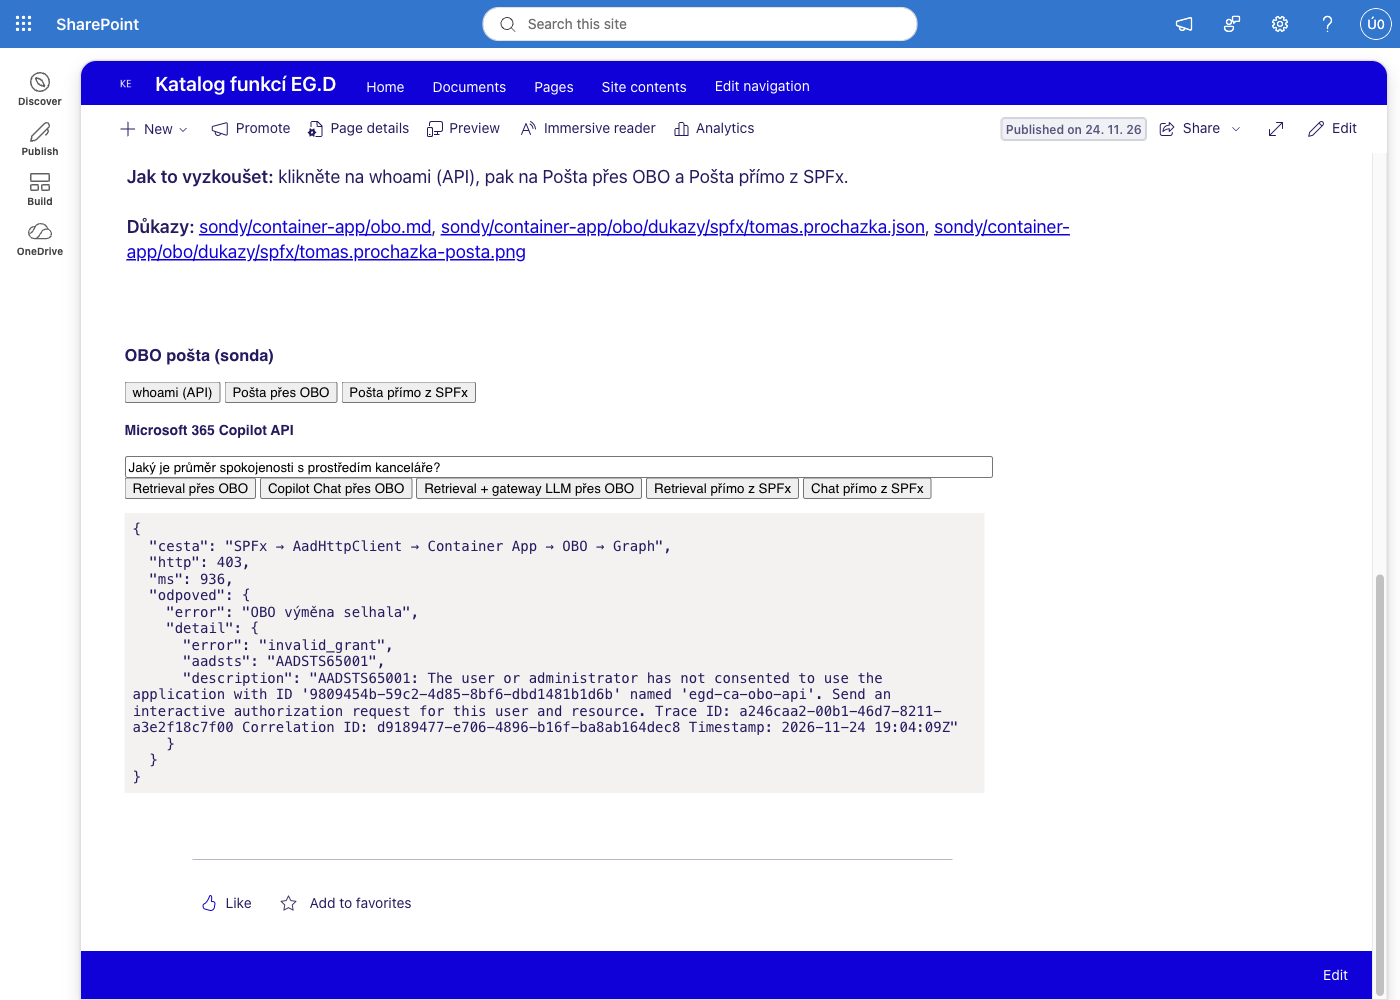 SharePoint
Search this site
Ú0
Discover
Publish
Build
OneDrive
KE
Katalog funkcí EG.D
Home
Documents
Pages
Site contents
Edit navigation
New
Promote
Page details
Preview
Immersive reader
Analytics
Published on 24. 11. 26
Share
Edit
Jak to vyzkoušet: klikněte na whoami (API), pak na Pošta přes OBO a Pošta přímo z SPFx.
Důkazy: sondy/container-app/obo.md, sondy/container-app/obo/dukazy/spfx/tomas.prochazka.json, sondy/container-
app/obo/dukazy/spfx/tomas.prochazka-posta.png
OBO pošta (sonda)
whoami (API)
Pošta přes OBO
Pošta přímo z SPFx
Microsoft 365 Copilot API
Jaký je průměr spokojenosti s prostředím kanceláře?
Retrieval přes OBO
Copilot Chat přes OBO
Retrieval + gateway LLM přes OBO
Retrieval přímo z SPFx
Chat přímo z SPFx
{
"cesta": "SPFx → AadHttpClient → Container App → OBO → Graph",
"http": 403,
"ms": 936,
"odpoved": {
"error": "OBO výměna selhala",
"detail": {
"error": "invalid_grant",
"aadsts": "AADSTS65001",
"description": "AADSTS65001: The user or administrator has not consented to use the
application with ID '9809454b-59c2-4d85-8bf6-dbd1481b1d6b' named 'egd-ca-obo-api'. Send an
interactive authorization request for this user and resource. Trace ID: a246caa2-00b1-46d7-8211-
a3e2f18c7f00 Correlation ID: d9189477-e706-4896-b16f-ba8ab164dec8 Timestamp: 2026-11-24 19:04:09Z"
}
}
}
Like
Add to favorites
Edit